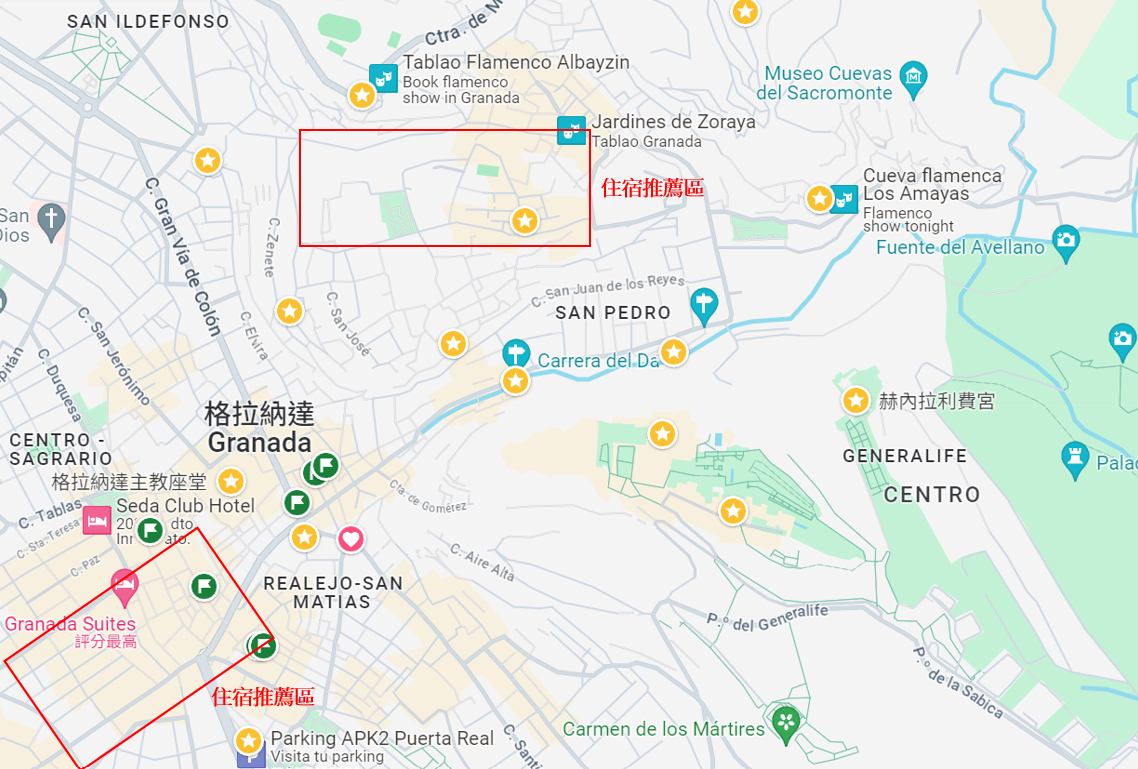 SAN ILDEFONSO
Ctra. de M
Tablao Flamenco Albayzin
Book flamenco
show in Granada
Museo Cuevas
del Sacromonte
Jardines de Zoraya
Tablao Granada
住宿推薦區
Cueva flamenca
Los Amayas
Flamenco
show tonight
San
Dios
C. Gran Vía de Colón
C. Zenete
Fuente del Avellano
C. San Juan de los Reyes
SAN PEDRO
C. Elvira
C. San José
C. San Jerónimo
C. Duquesa
pitán
Carrera del Da
格拉納達
Granada
赫內拉利費宮
CENTRO -
SAGRARIO
GENERALIFE
Palac
格拉納達主教座堂
CENTRO
C. Tablas
Seda Club Hotel
C. Sta. Teresa
Cta. de Gomérez
C. Paz
C. Aire Alta
REALEJO-SAN
MATIAS
Granada Suites
評分最高
P.º del Generalife
P.º de la Sabica
住宿推薦區
Carmen de los Mártires
Parking APK2 Puerta Real
Visita tu parking
C. Santia